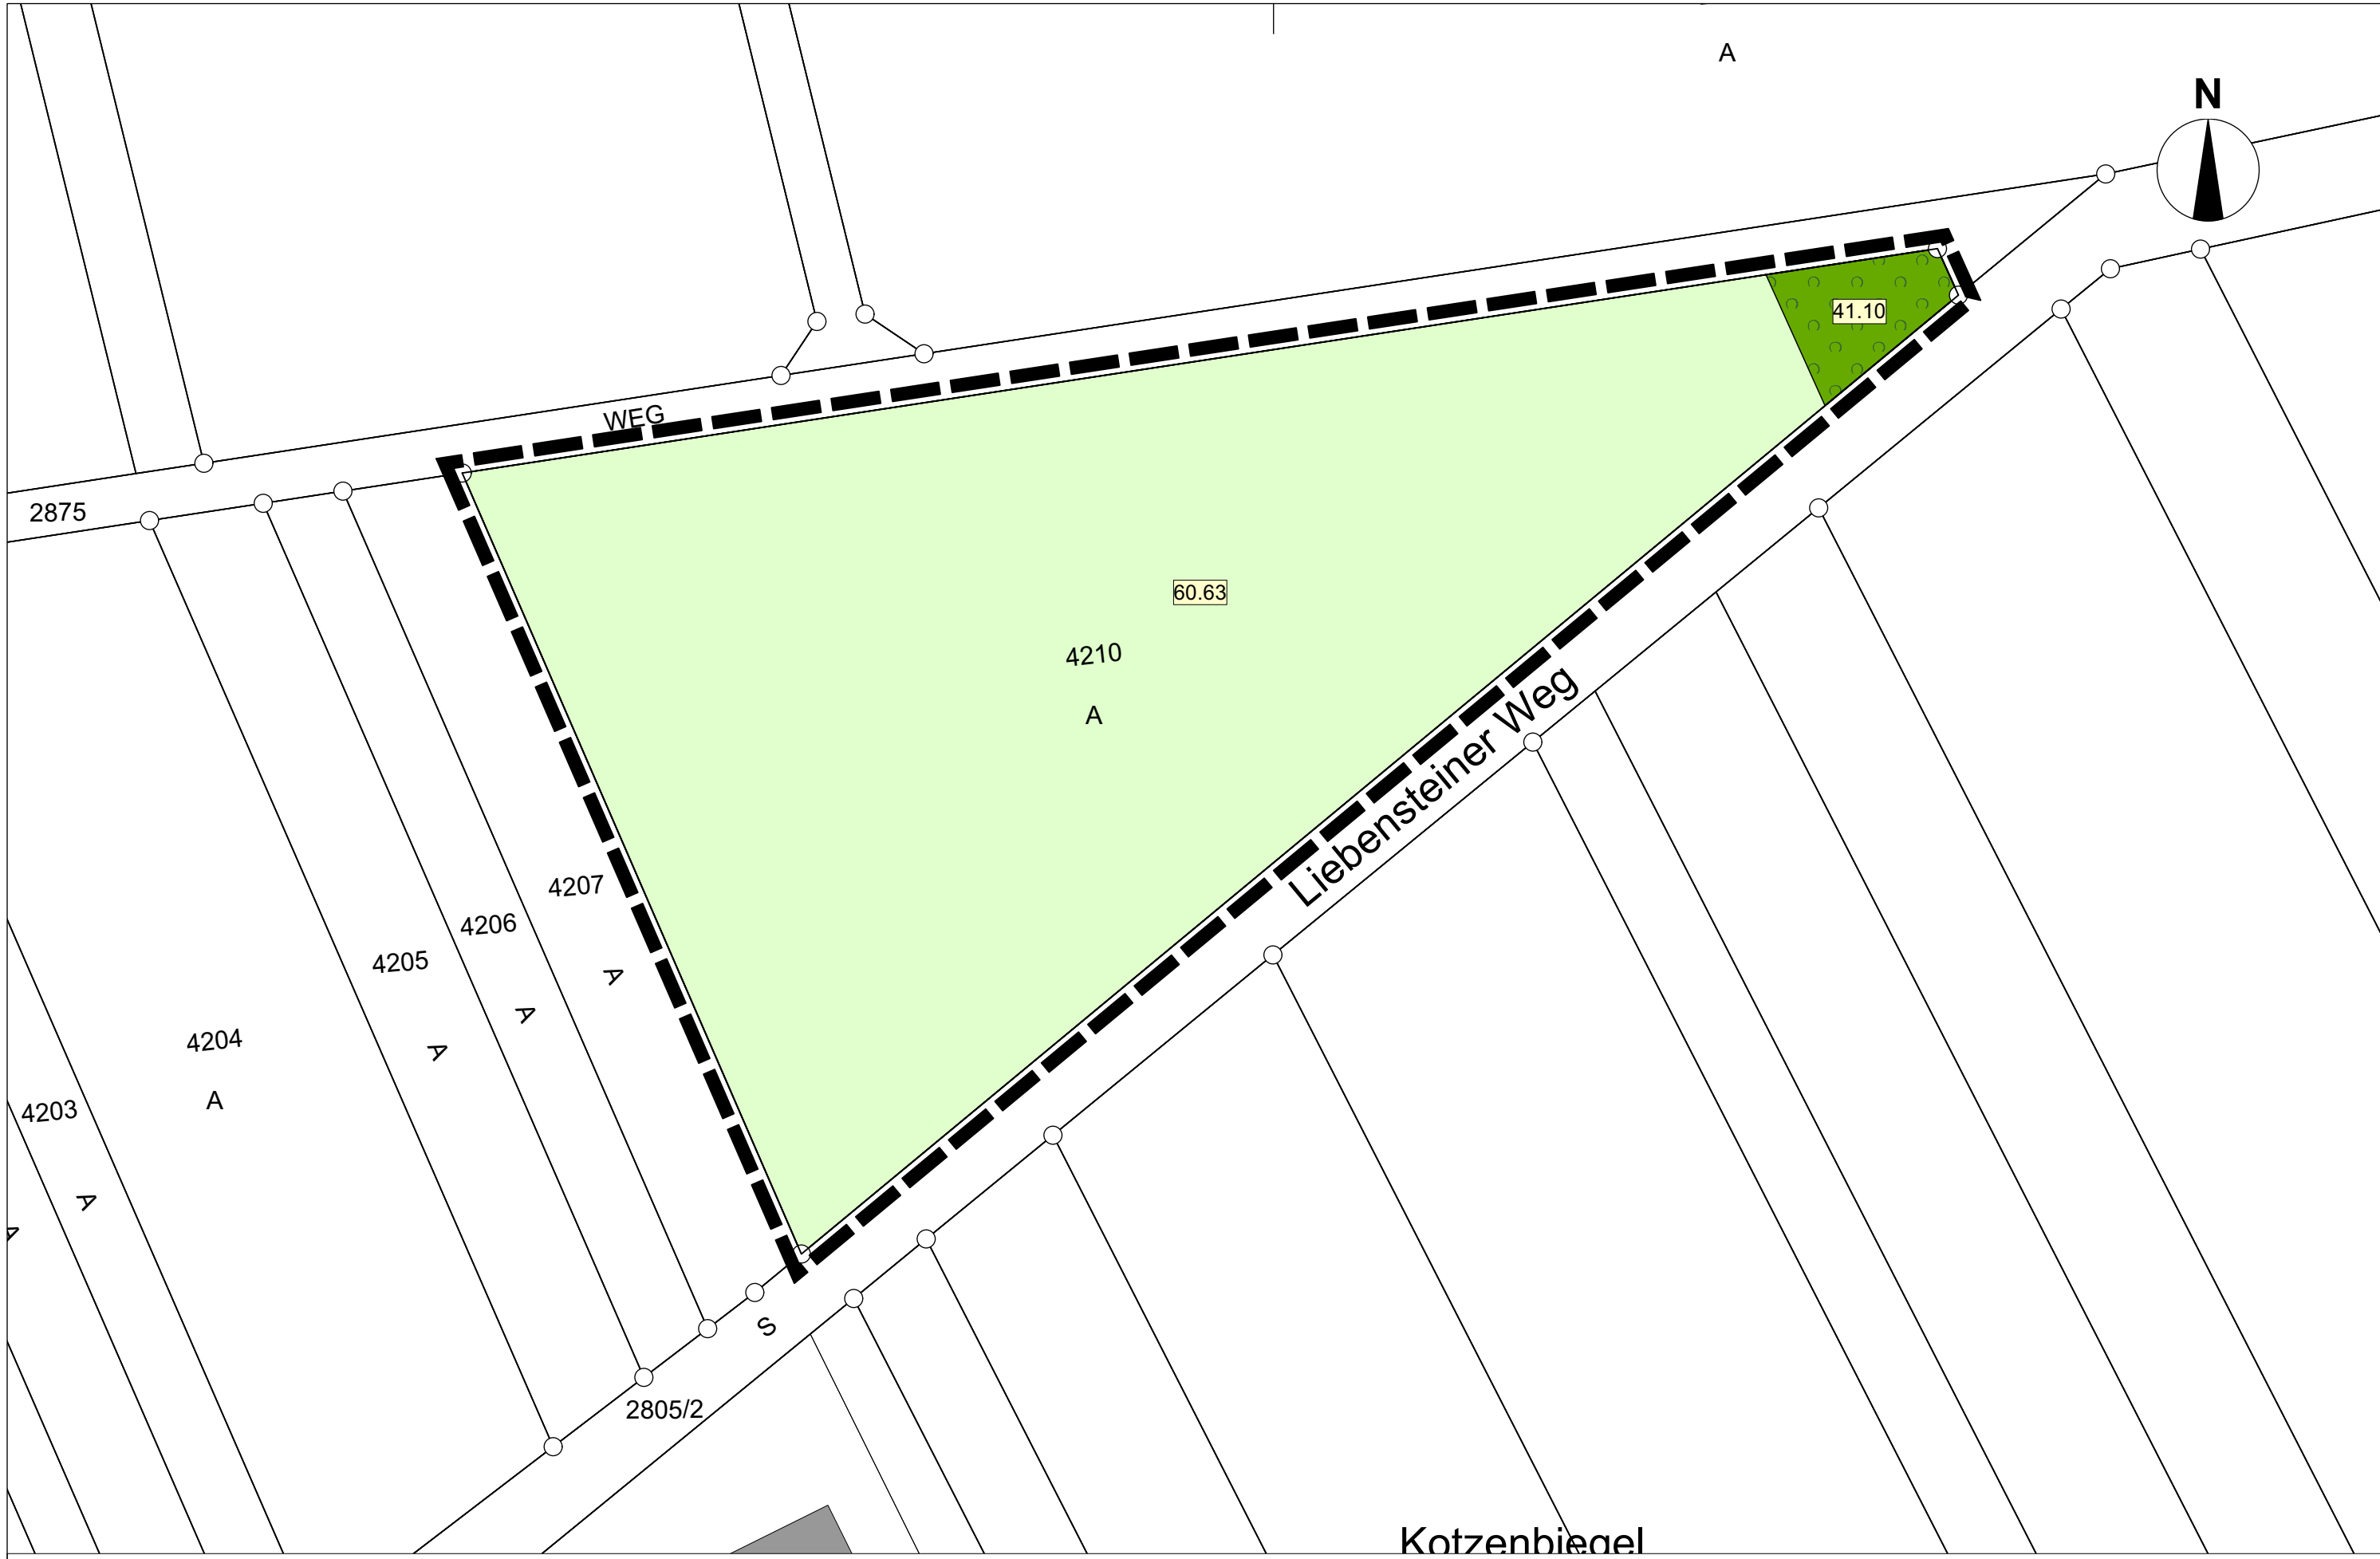 A
N
41.10
WEG
2875
60.63
4210
A
Liebensteiner Weg
4207
4206
4205
A
A
A
4204
A
4203
A
A
S
2805/2
Kotzenbiegel